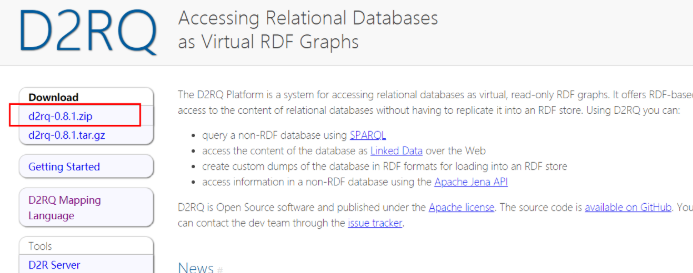 D2RQ
Accessing Relational Databases
as Virtual RDF Graphs
Download
d2rq-0.8.1.zip
d2rq-0.8.1.tar.gz
Getting Started
D2RQ Mapping
Language
Tools
D2R Server
The D2RQ Platform is a system for accessing relational databases as virtual, read-only RDF graphs. It offers RDF-base
access to the content of relational databases without having to replicate it into an RDF store. Using D2RQ you can:
• query a non-RDF database using SPARQL
• access the content of the database as Linked Data over the Web
• create custom dumps of the database in RDF formats for loading into an RDF store
• access information in a non-RDF database using the Apache Jena API
D2RQ is Open Source software and published under the Apache license. The source code is available on GitHub. You
can contact the dev team through the issue tracker.
News